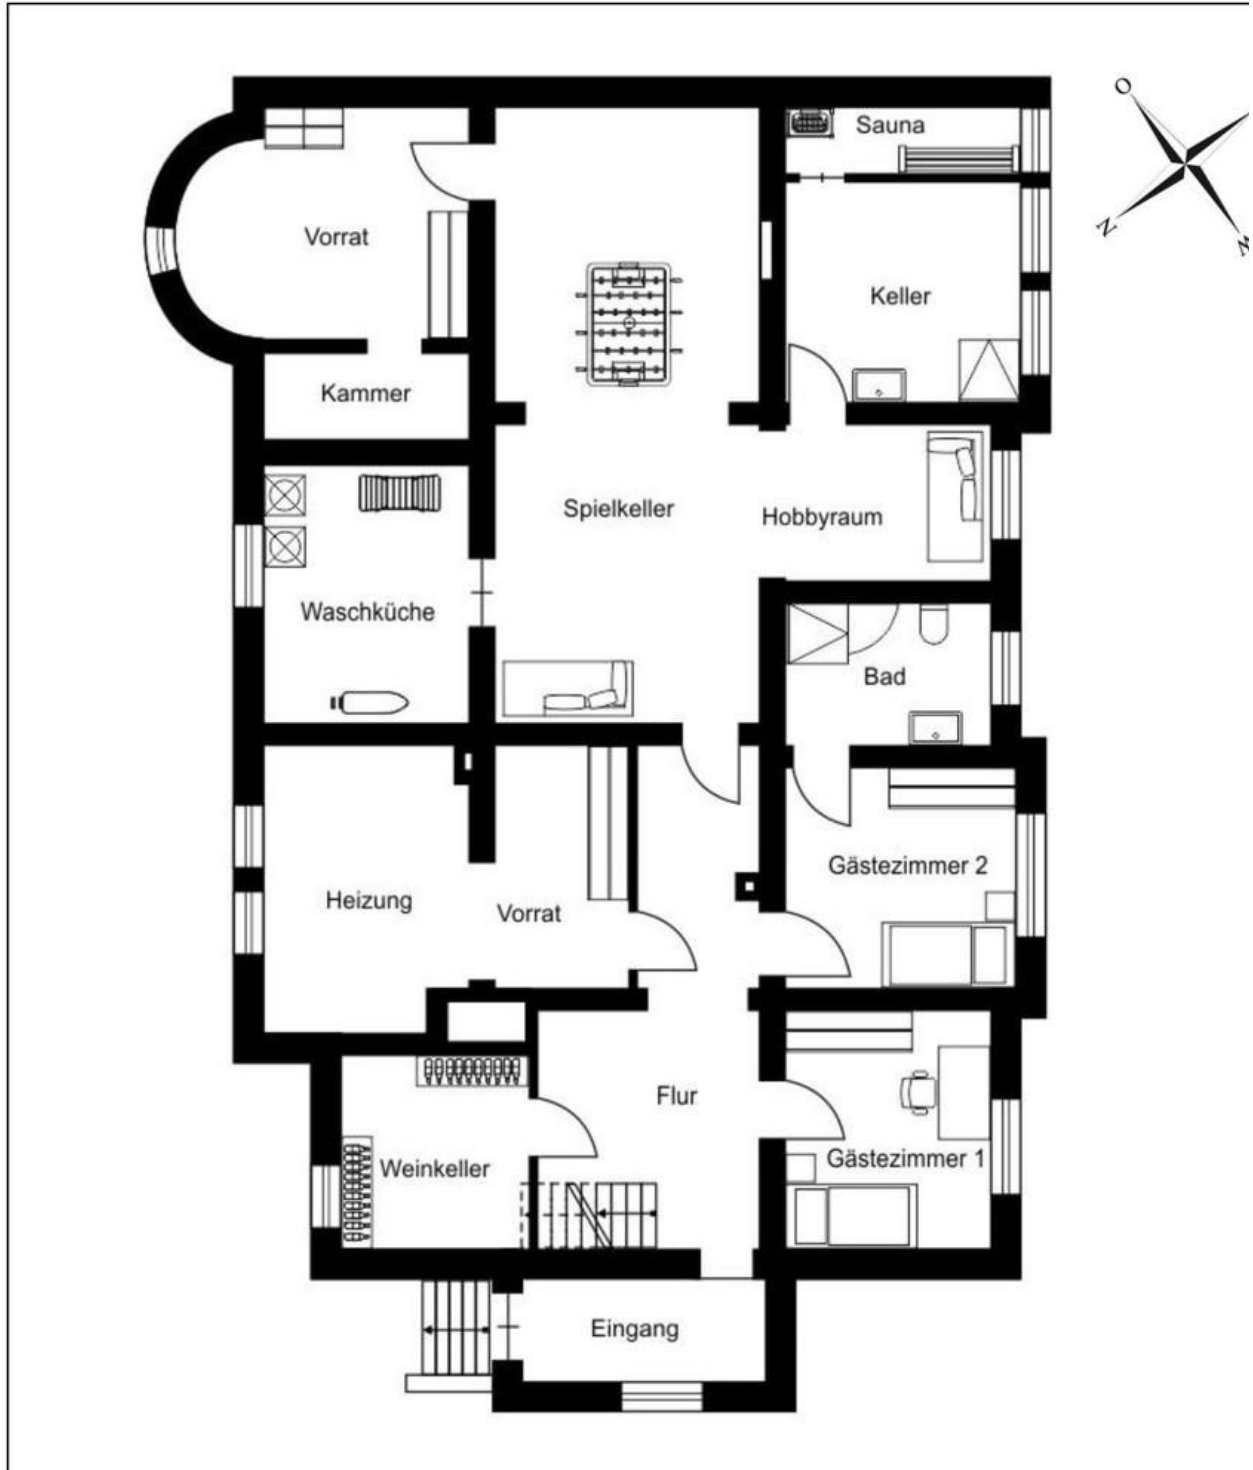 O
Sauna
Vorrat
N
W
Keller
Kammer
Spielkeller
Hobbyraum
Waschküche
Bad
Gästezimmer 2
Heizung
Vorrat
Flur
Gästezimmer 1
Weinkeller
Eingang